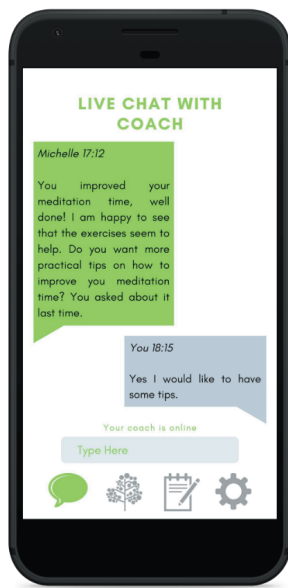 LIVE CHAT WITH
COACH
Michelle 17:12
You improved your
meditation time, well
done! I am happy to see
that the exercises seem to
help. Do you want more
practical tips on how to
improve you meditation
time? You asked about it
last time.
You 18:15
Yes I would like to have
some tips.
Your coach is online
Type Here